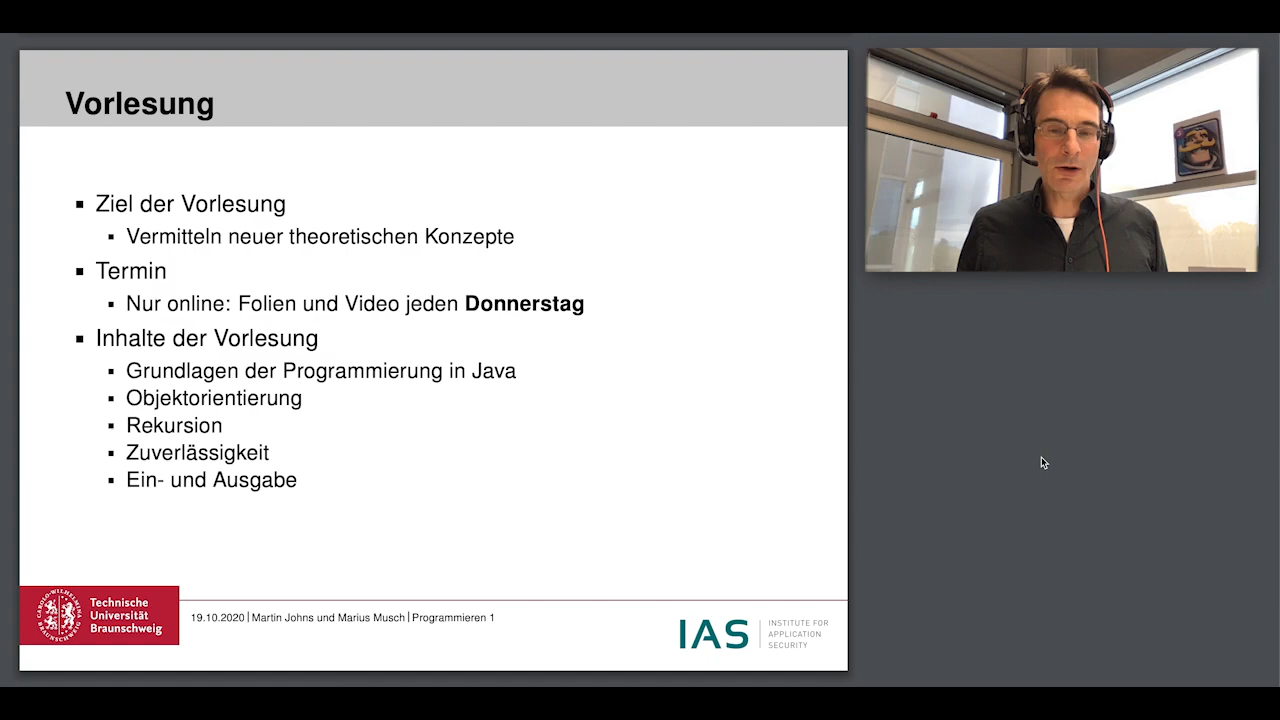 Vorlesung
Ziel der Vorlesung
Vermitteln neuer theoretischen Konzepte
Termin
Nur online: Folien und Video jeden Donnerstag
Inhalte der Vorlesung
Grundlagen der Programmierung in Java
Objektorientierung
Rekursion
Zuverlässigkeit
Ein- und Ausgabe
Technische
Universität
Braunschweig
19.10.2020 | Martin Johns und Marius Musch | Programmieren 1
IAS
INSTITUTE FOR
APPLICATION
SECURITY